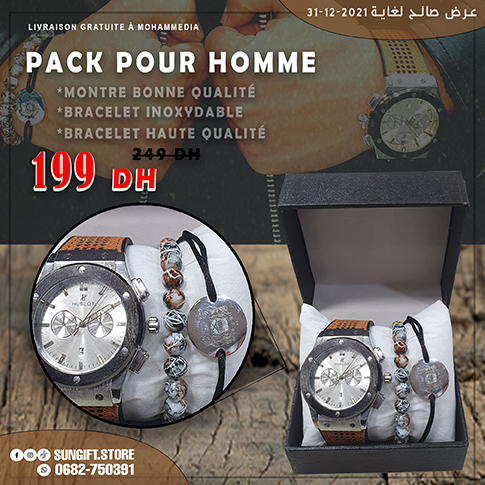 LIVRAISON GRATUITE À MOHAMMEDIA
عرض صالح لغاية 31-12-2021
PACK POUR HOMME
*MONTRE BONNE QUALITÉ
*BRACELET INOXYDABLE
*BRACELET HAUTE QUALITÉ
249 DH
199 DH
HUBLOT
SUNGIFT.STORE
0682-750391